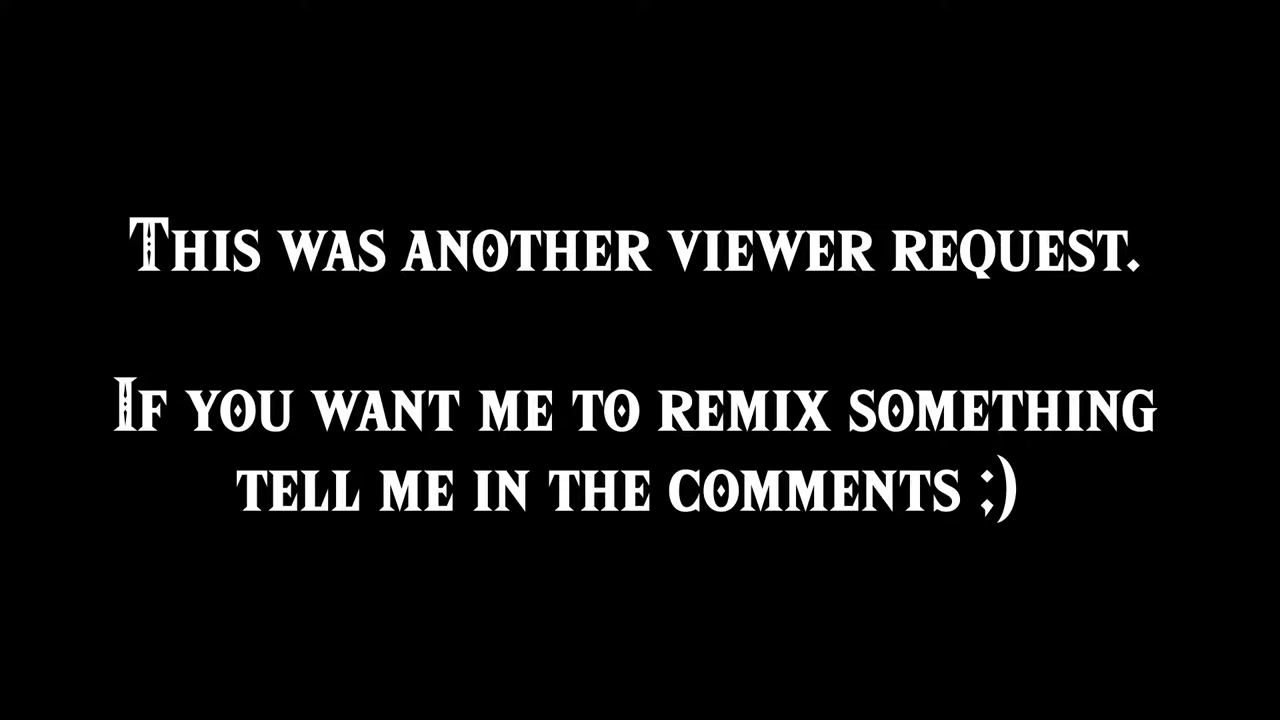 This was another viewer request.
If you want me to remix something
tell me in the comments ;)